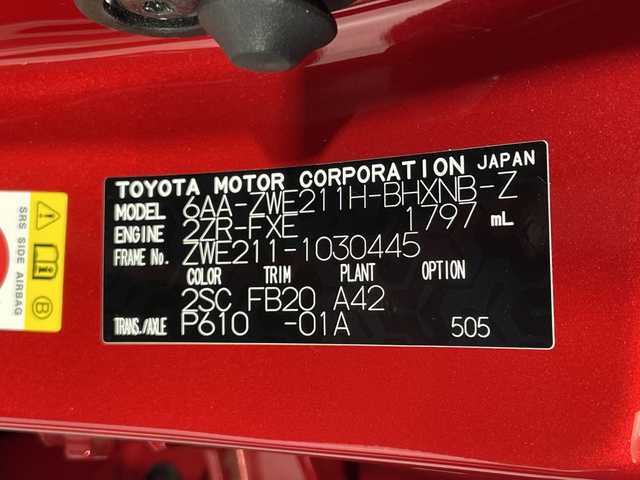 TOYOTA MOTOR CORPORATION JAPAN
MODEL 6AA-ZWE211H-BHXNB-Z
ENGINE 2ZR-FXE 1797 mL
FRAME No. ZWE211-1030445
COLOR TRIM PLANT OPTION
2SC FB20 A42
TRANS./AXLE P610 -01A 505
SRS SIDE AIRBAG
B